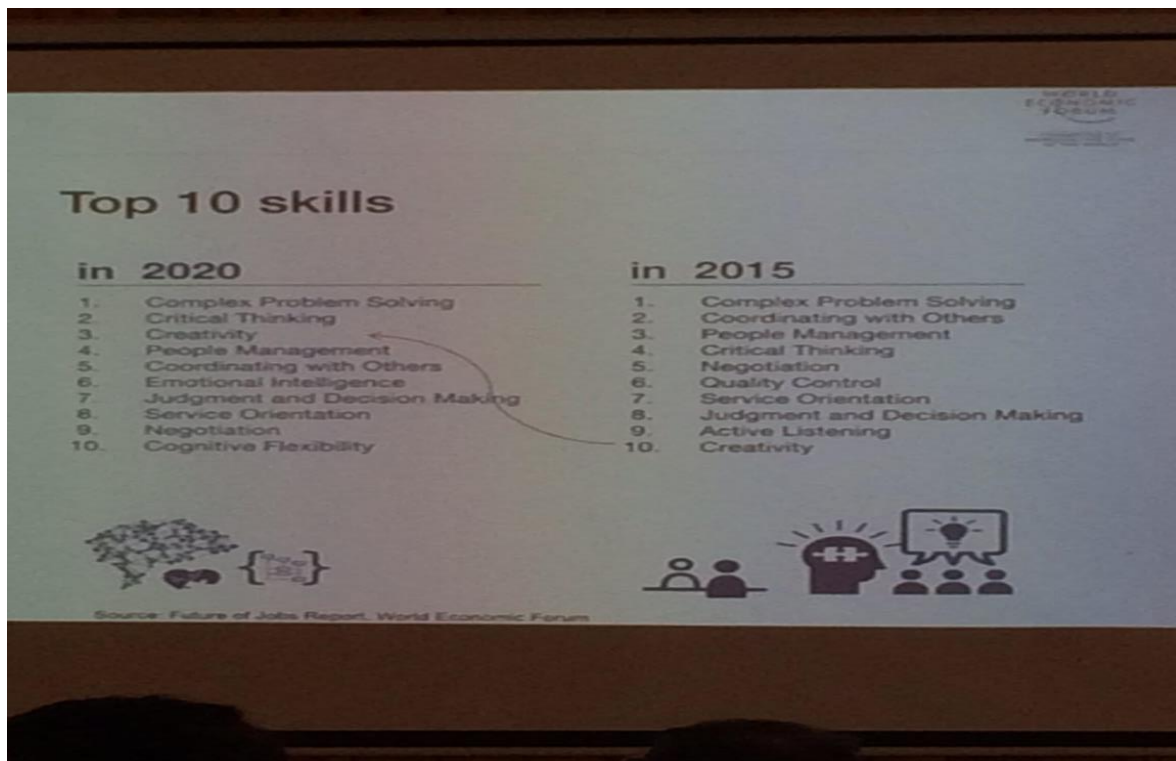 WORLD
ECONOMIC
FORUM
Top 10 skills
in 2020
1. Complex Problem Solving
2. Critical Thinking
3. Creativity
4. People Management
5. Coordinating with Others
6. Emotional Intelligence
7. Judgment and Decision Making
8. Service Orientation
9. Negotiation
10. Cognitive Flexibility
in 2015
1. Complex Problem Solving
2. Coordinating with Others
3. People Management
4. Critical Thinking
5. Negotiation
6. Quality Control
7. Service Orientation
8. Judgment and Decision Making
9. Active Listening
10. Creativity
Source: Future of Jobs Report, World Economic Forum